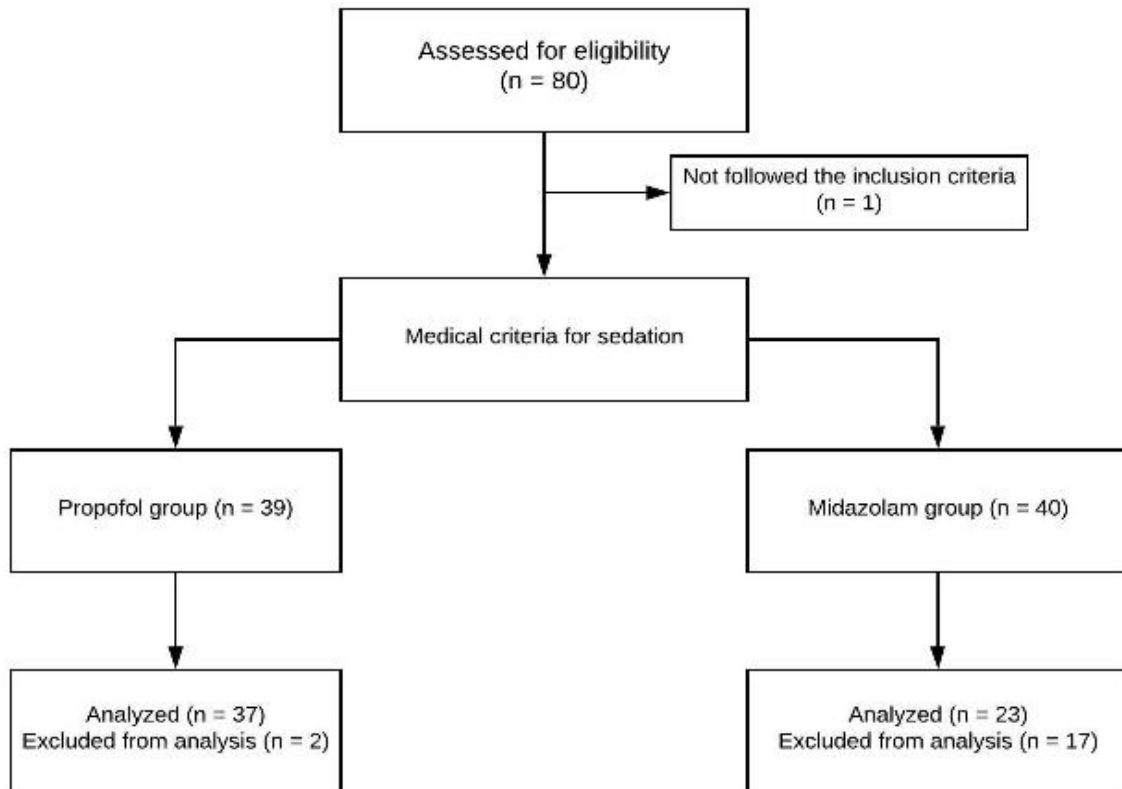 Assessed for eligibility
(n = 80)
Not followed the inclusion criteria
(n = 1)
Medical criteria for sedation
Propofol group (n = 39)
Midazolam group (n = 40)
Analyzed (n = 37)
Excluded from analysis (n = 2)
Analyzed (n = 23)
Excluded from analysis (n = 17)